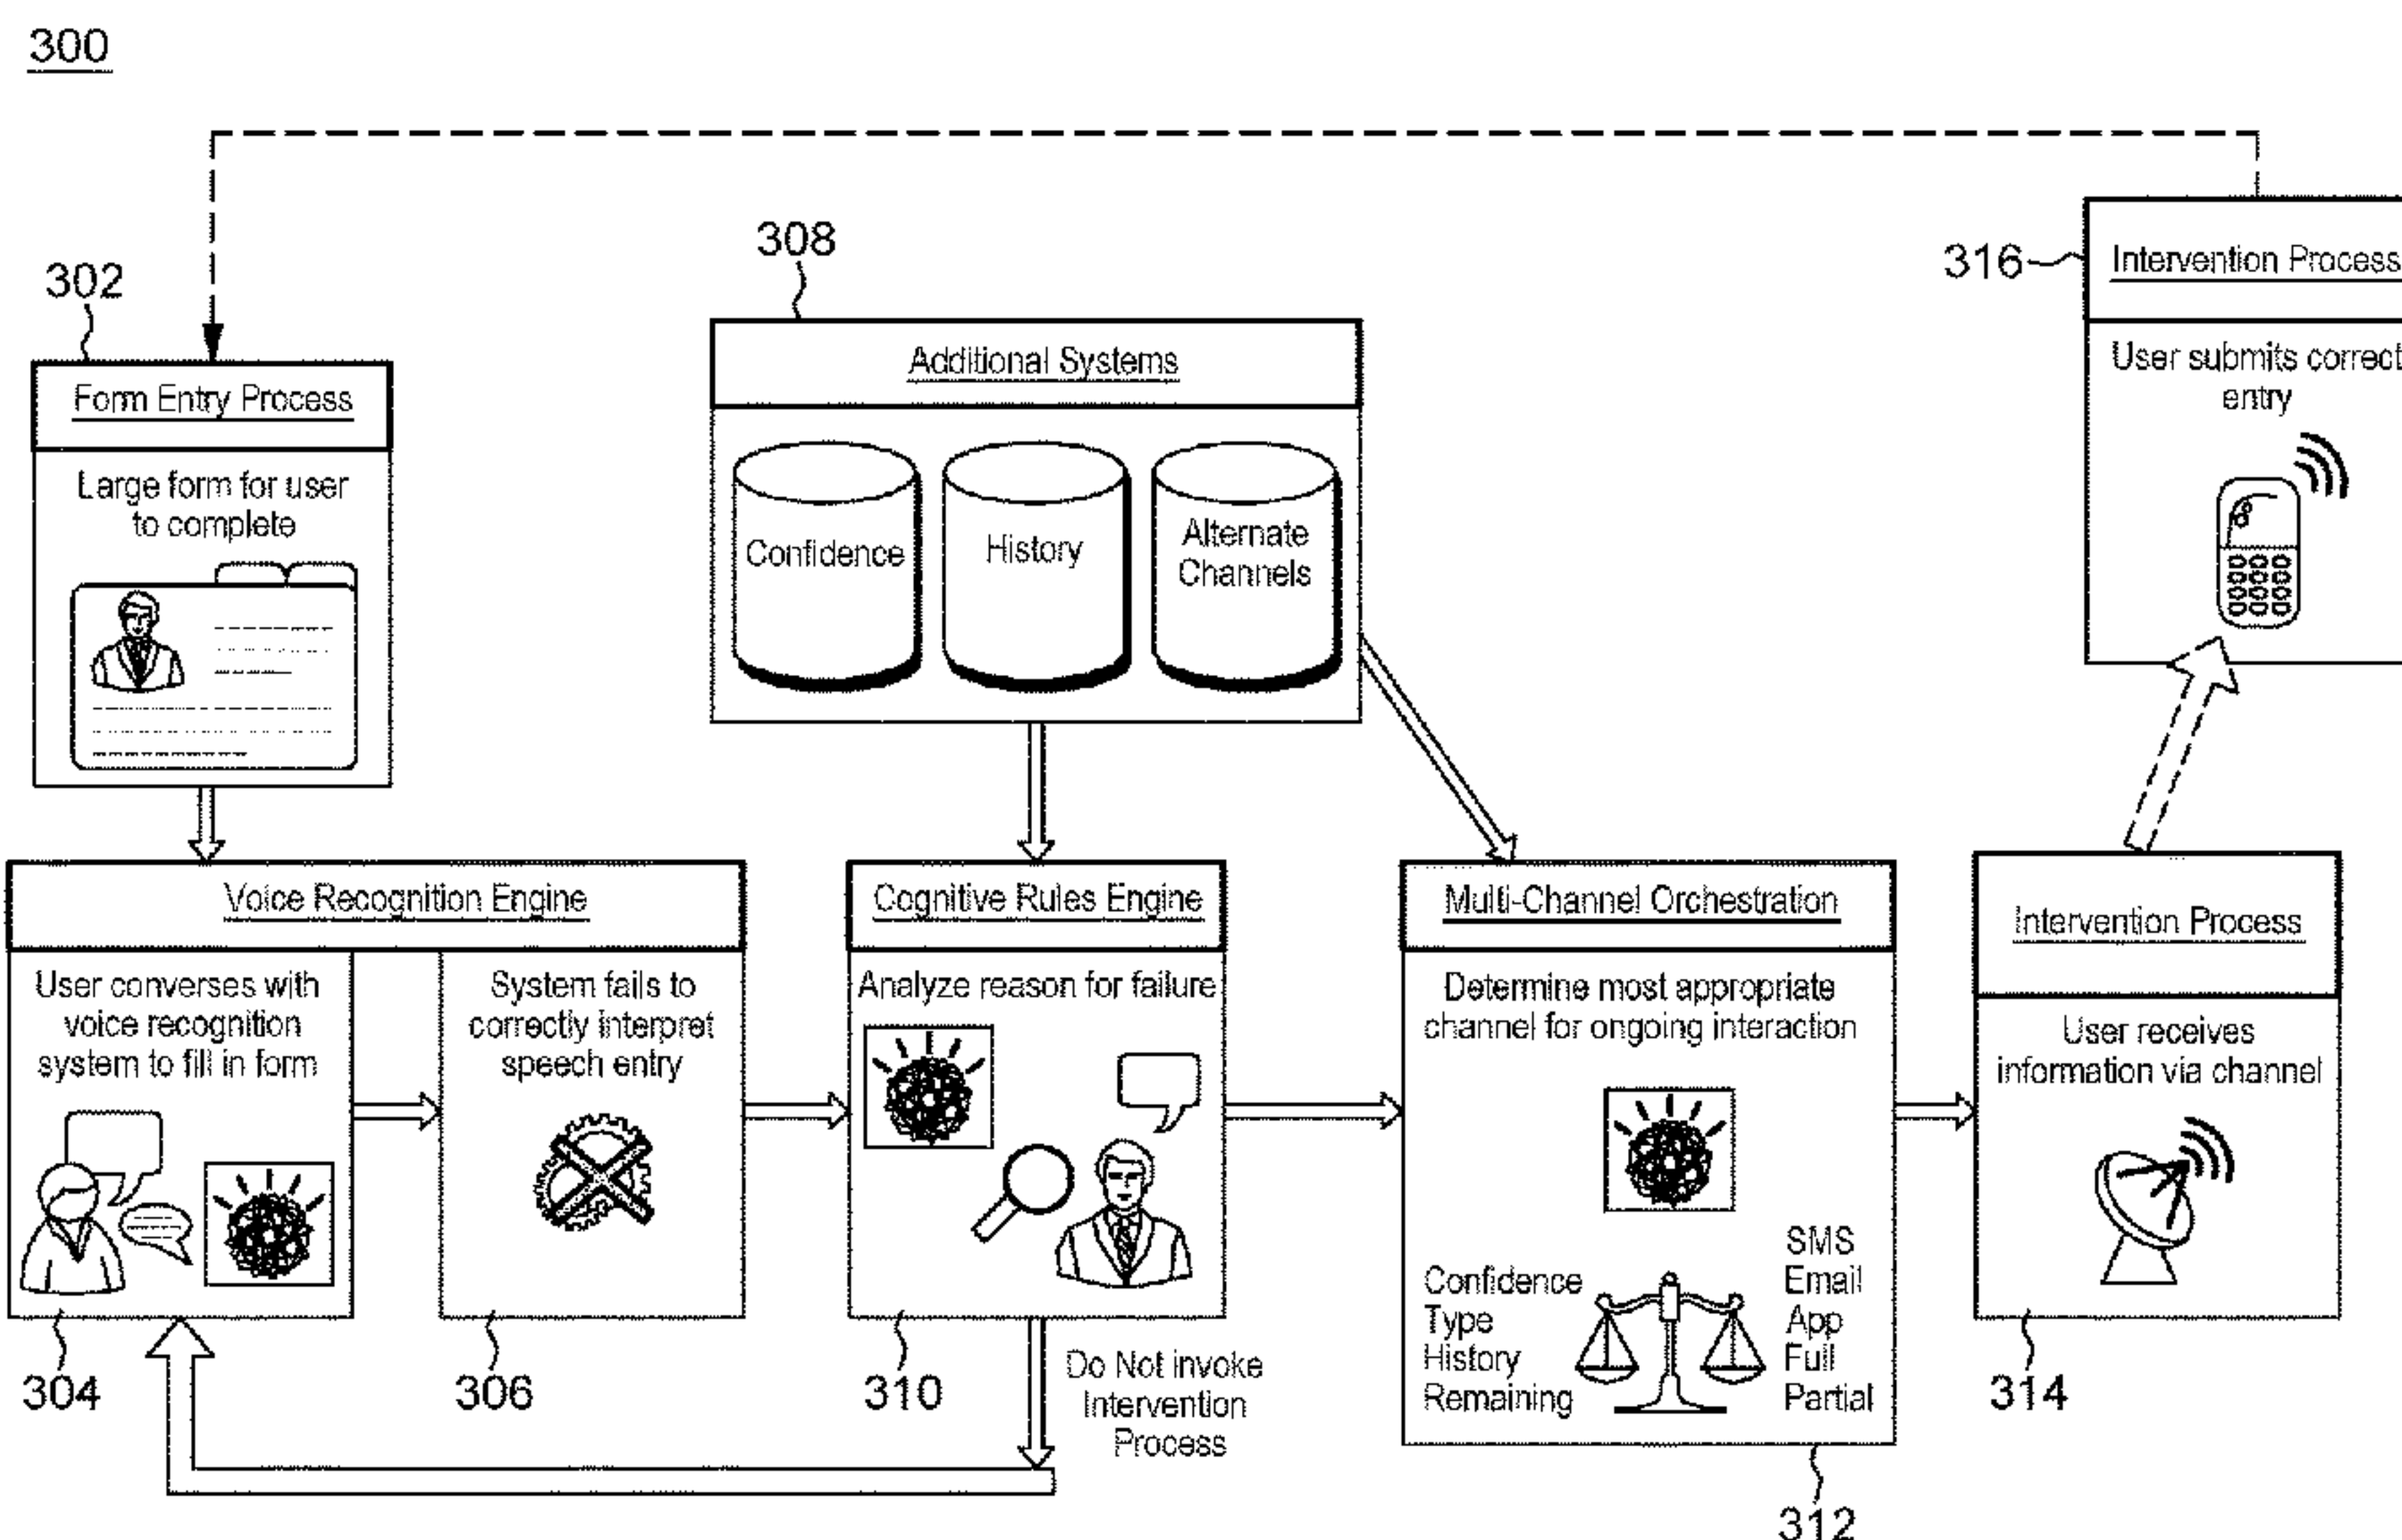 300
302
Form Entry Process
Large form for user
to complete
308
Additional Systems
Confidence
History
Alternate
Channels
316
Intervention Process
User submits correct
entry
Voice Recognition Engine
User converses with
voice recognition
system to fill in form
304
System fails to
correctly interpret
speech entry
306
Cognitive Rules Engine
Analyze reason for failure
310
Do Not invoke
Intervention
Process
Multi-Channel Orchestration
Determine most appropriate
channel for ongoing interaction
Confidence
Type
History
Remaining
SMS
Email
App
Full
Partial
312
Intervention Process
User receives
information via channel
314